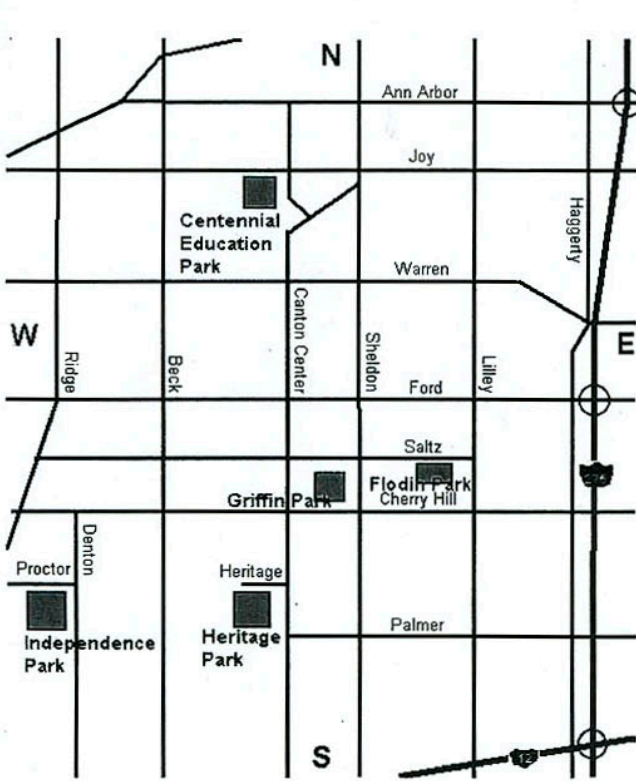 N
Ann Arbor
Joy
Centennial
Education
Park
Haggerty
Warren
W
Canton Center
E
Ridge
Beck
Sheldon
Lilley
Ford
Saltz
Flodin Park
Griffin Park
Cherry Hill
Denton
Proctor
Heritage
Independence
Park
Heritage
Park
Palmer
S
12